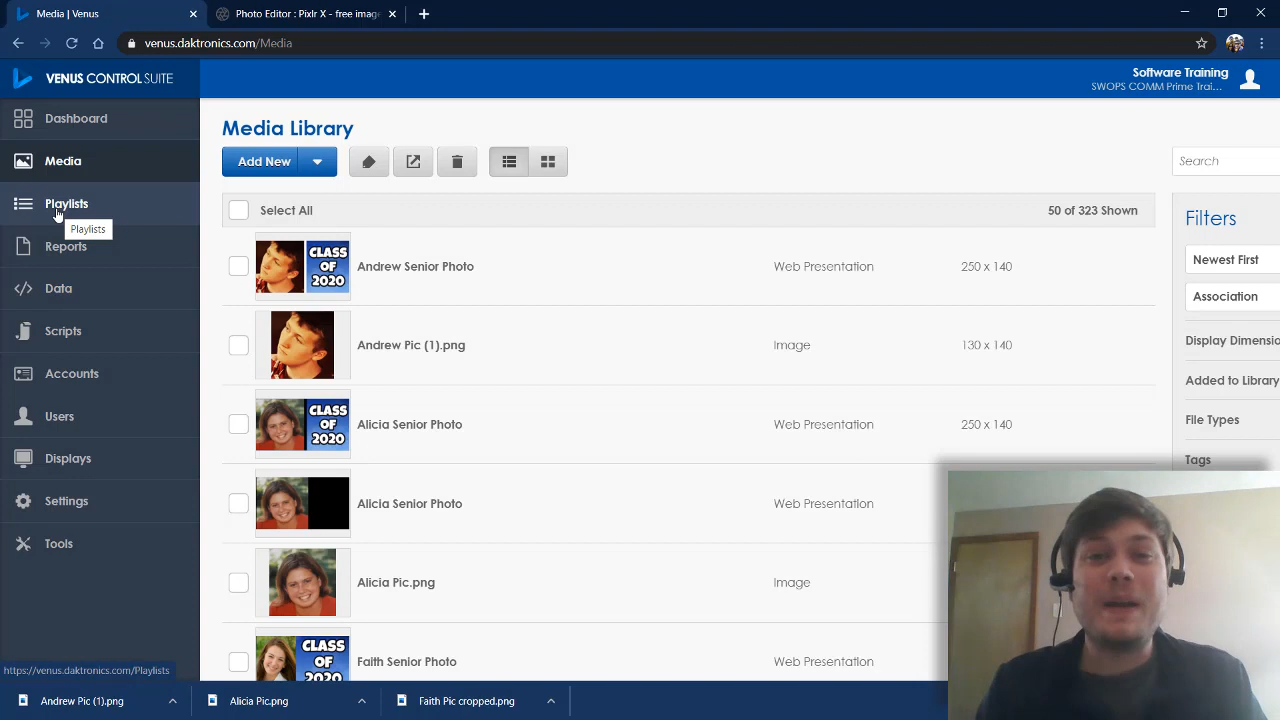 Media | Venus
Photo Editor : Pixlr X - free image
venus.daktronics.com/Media
VENUS CONTROL SUITE
Software Training
SWOPS COMM Prime Trai...
Dashboard
Media
Playlists
Playlists
Reports
Data
Scripts
Accounts
Users
Displays
Settings
Tools
https://venus.daktronics.com/Playlists
Media Library
Add New
Search
Select All
50 of 323 Shown
CLASS
OF
2020
Andrew Senior Photo
Web Presentation
250 x 140
Andrew Pic (1).png
Image
130 x 140
CLASS
OF
2020
Alicia Senior Photo
Web Presentation
250 x 140
Alicia Senior Photo
Web Presentation
Alicia Pic.png
Image
CLASS
OF
2020
Faith Senior Photo
Web Presentation
Filters
Newest First
Association
Display Dimensio
Added to Library
File Types
Tags
Andrew Pic (1).png
Alicia Pic.png
Faith Pic cropped.png